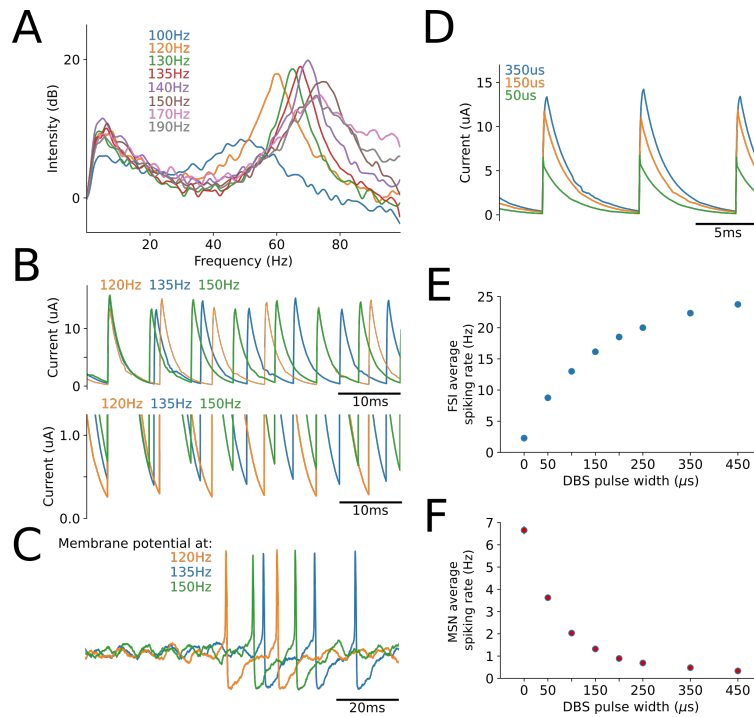 A
100Hz
120Hz
130Hz
135Hz
140Hz
150Hz
170Hz
190Hz
Intensity (dB)
20
0
20 40 60 80
Frequency (Hz)
B
120Hz 135Hz 150Hz
Current (uA)
10
0
10ms
120Hz 135Hz 150Hz
Current (uA)
1.0
0.0
10ms
C
Membrane potential at:
120Hz
135Hz
150Hz
20ms
D
350us
150us
50us
Current (uA)
15
10
5
0
5ms
E
FSI average
spiking rate (Hz)
25
20
15
10
5
0
0 50 150 250 350 450
DBS pulse width (μs)
F
MSN average
spiking rate (Hz)
7
6
5
4
3
2
1
0
0 50 150 250 350 450
DBS pulse width (μs)